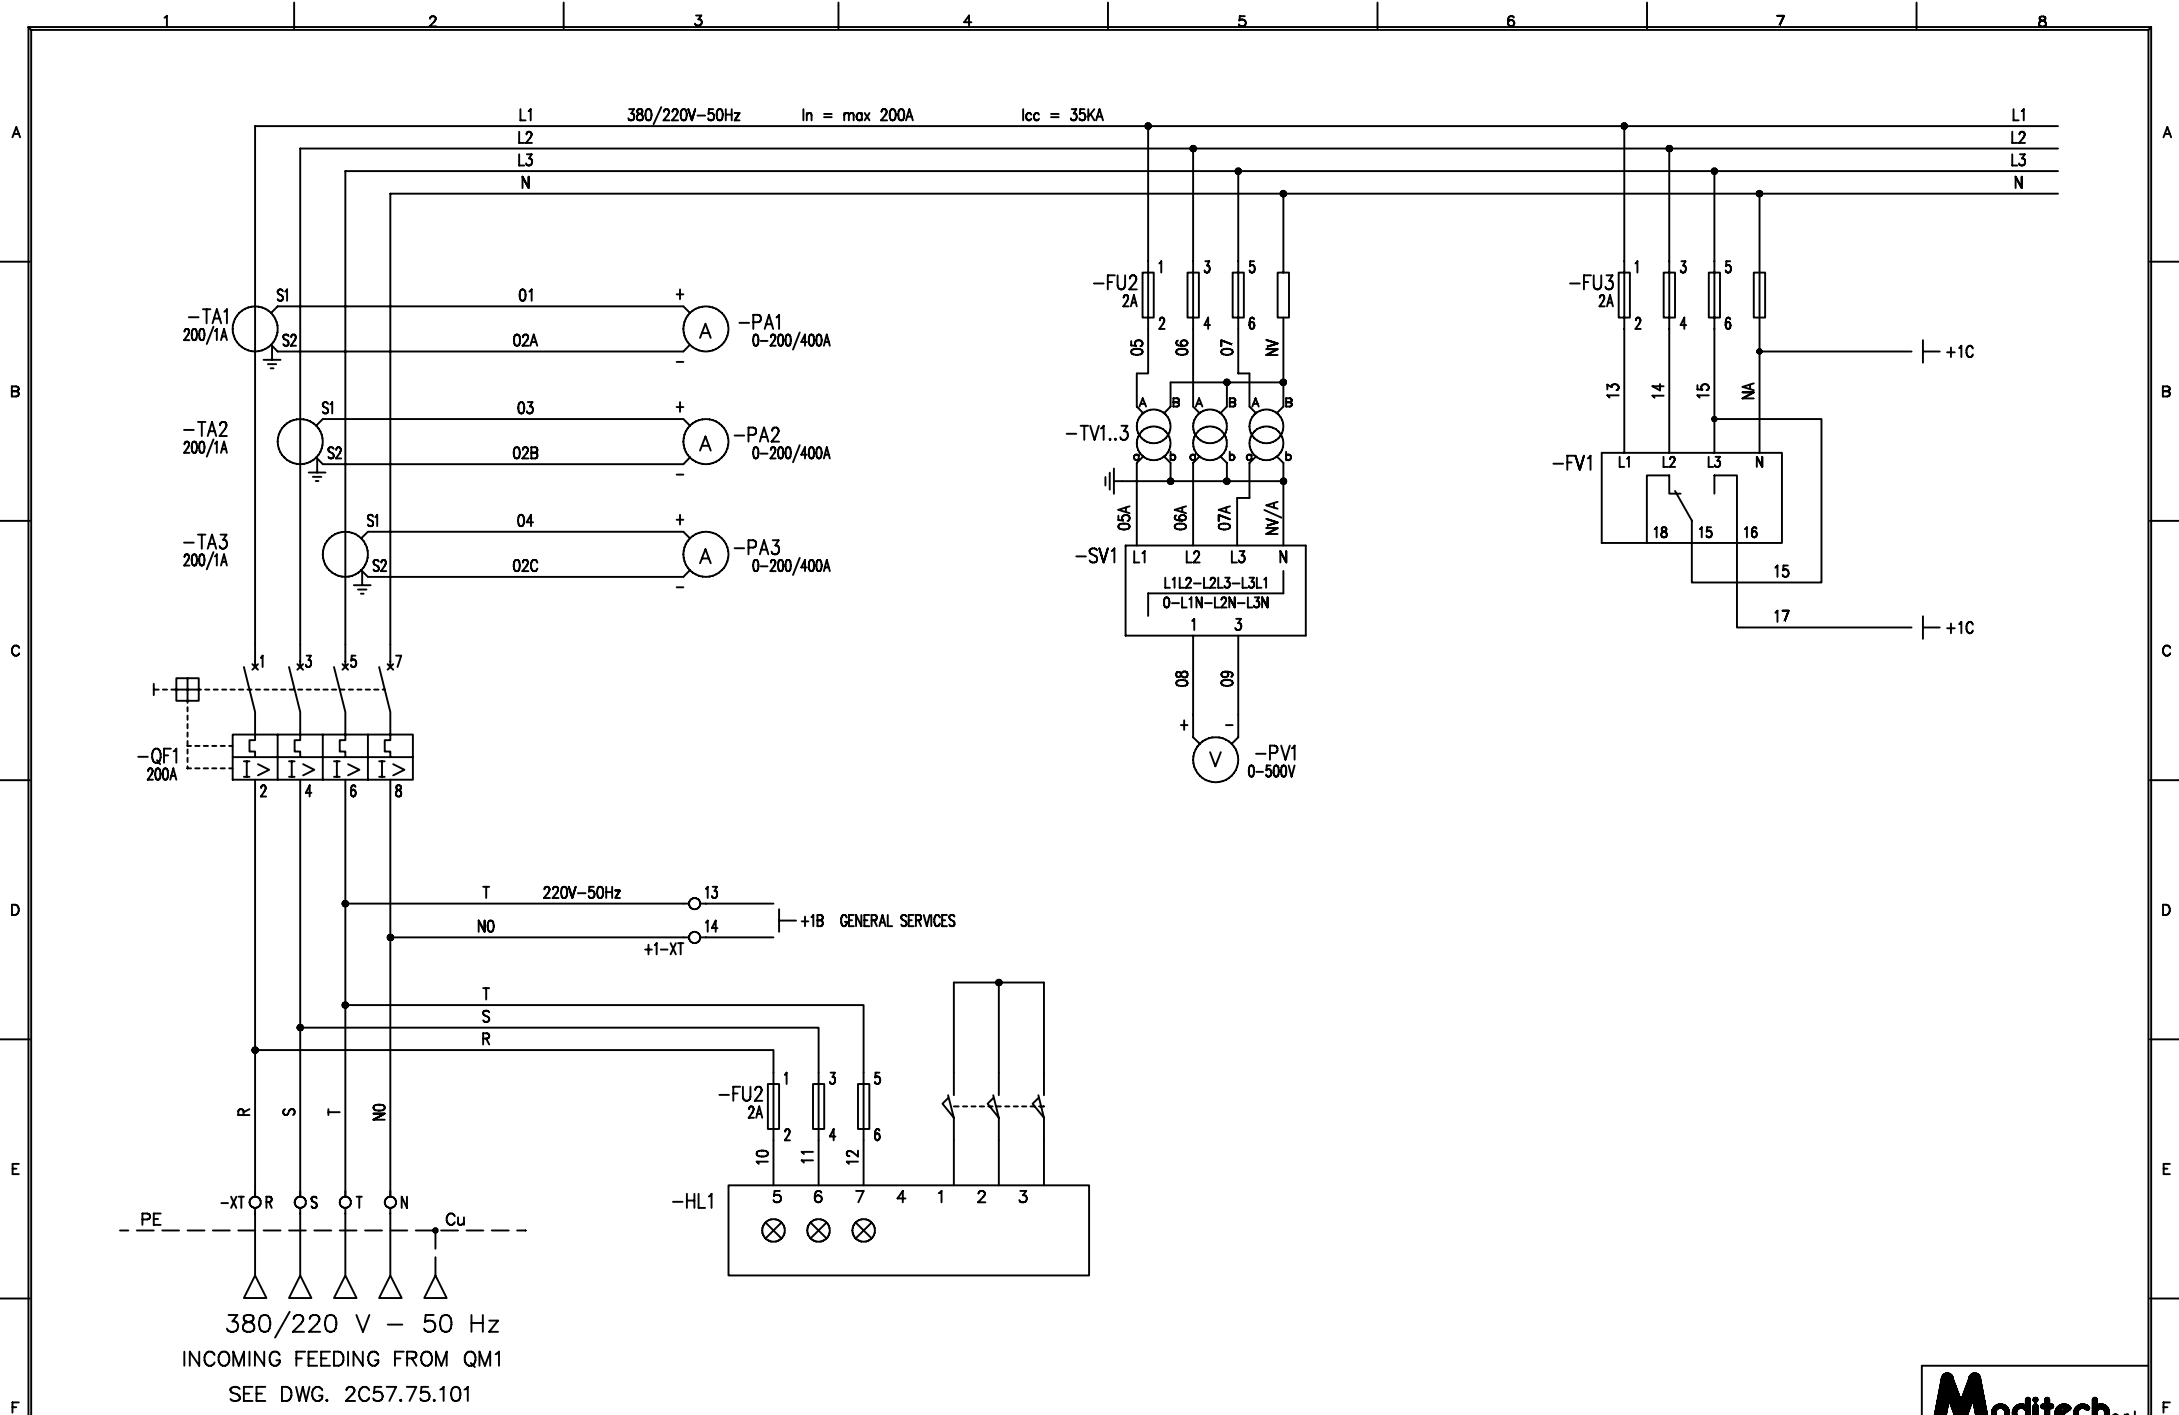 1 2 3 4 5 6 7 8
A A
L1 380/220V-50Hz In = max 200A Icc = 35KA L1
L2 L2
L3 L3
N N
-TA1
200/1A
S1 01 +
S2 02A -
A
-PA1
0-200/400A
-TA2
200/1A
S1 03 +
S2 02B -
A
-PA2
0-200/400A
-TA3
200/1A
S1 04 +
S2 02C -
A
-PA3
0-200/400A
B B
-FU2
2A
1 3 5
2 4 6
05 06 07 NV
A B A B A B
-TV1..3
a b a b a b
05A 06A 07A NV/A
-SV1
L1 L2 L3 N
L1L2-L2L3-L3L1
0-L1N-L2N-L3N
1 3
08 09
+ -
V
-PV1
0-500V
-FU3
2A
1 3 5
2 4 6
+1C
13 14 15 NA
-FV1
L1 L2 L3 N
18 15 16
15
17
+1C
C C
1 3 5 7
-QF1
200A
I> I> I> I>
2 4 6 8
D D
T 220V-50Hz 13
N0 14
+1-XT
+1B GENERAL SERVICES
T
S
R
-FU2
2A
1 3 5
2 4 6
10 11 12
-HL1
5 6 7 4 1 2 3
E E
R S T N0
-XT R S T N
PE Cu
380/220 V - 50 Hz
INCOMING FEEDING FROM QM1
SEE DWG. 2C57.75.101
F F
Moditech